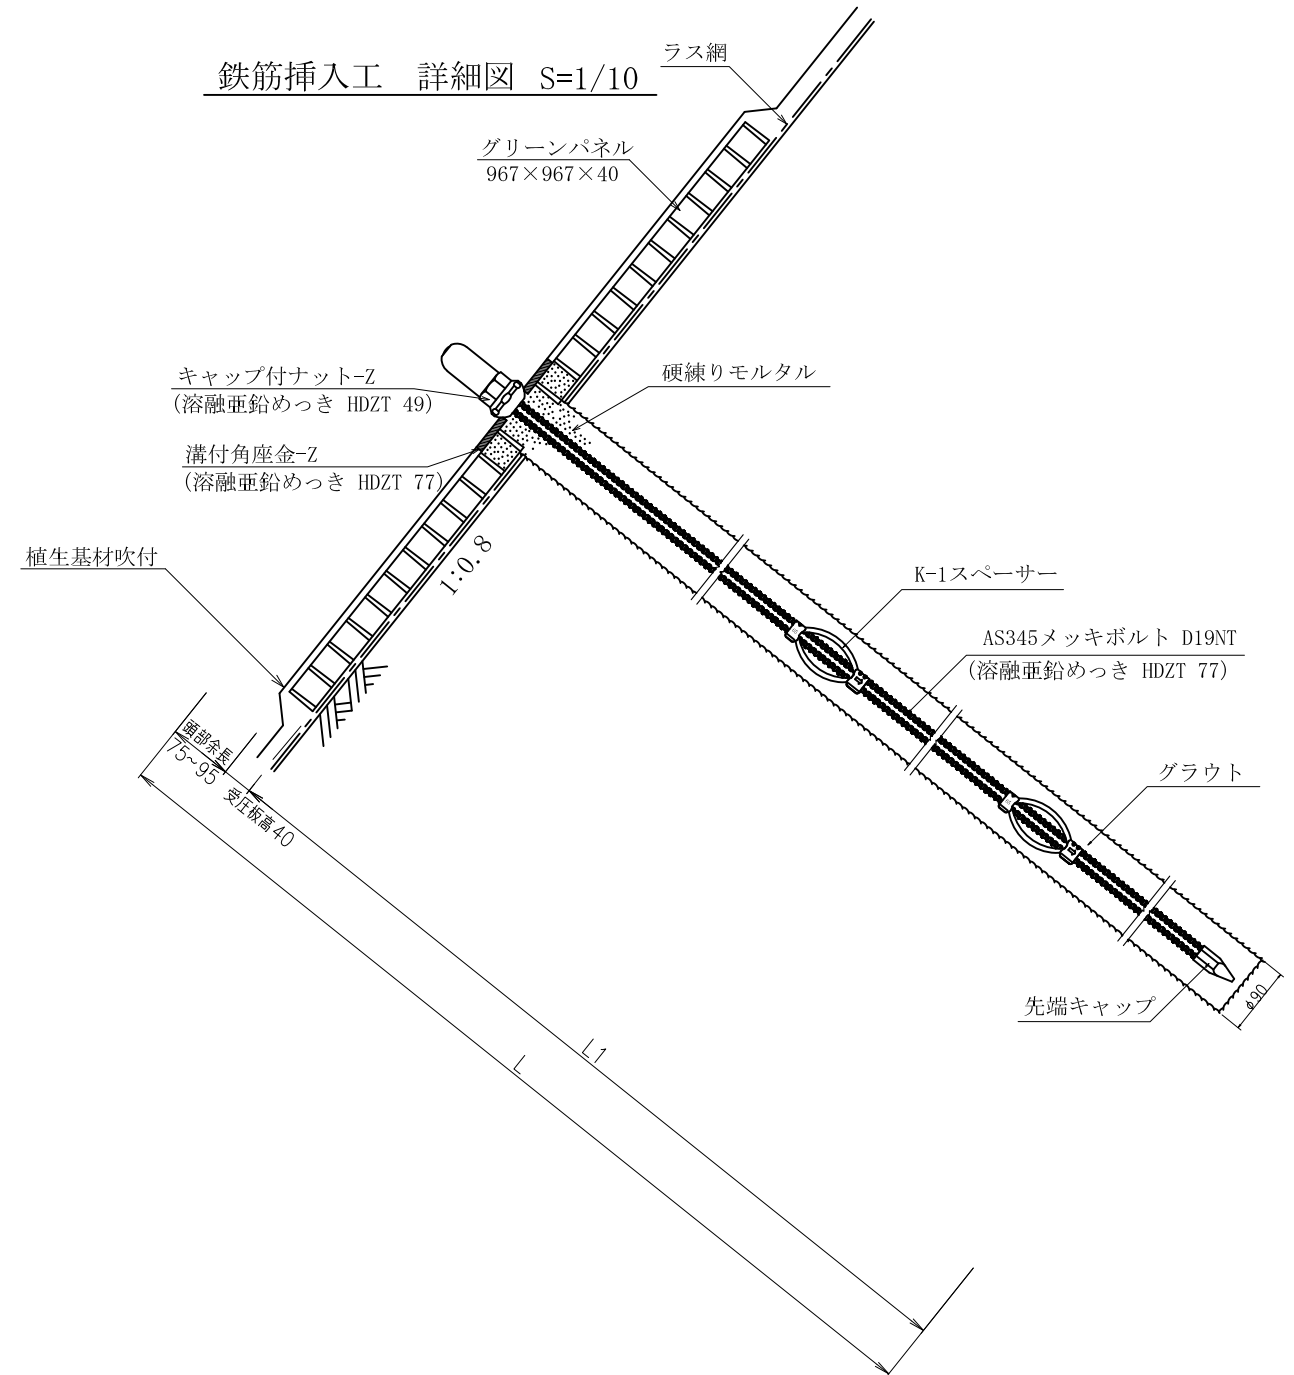 鉄筋挿入工　詳細図　S=1/10
ラス網
グリーンパネル
967×967×40
キャップ付ナット-Z
(溶融亜鉛めっき HDZT 49)
硬練りモルタル
溝付角座金-Z
(溶融亜鉛めっき HDZT 77)
植生基材吹付
1:0.8
K-1スペーサー
AS345メッキボルト D19NT
(溶融亜鉛めっき HDZT 77)
頭部余長
75~95
受圧板高40
グラウト
先端キャップ
φ90
L1
L